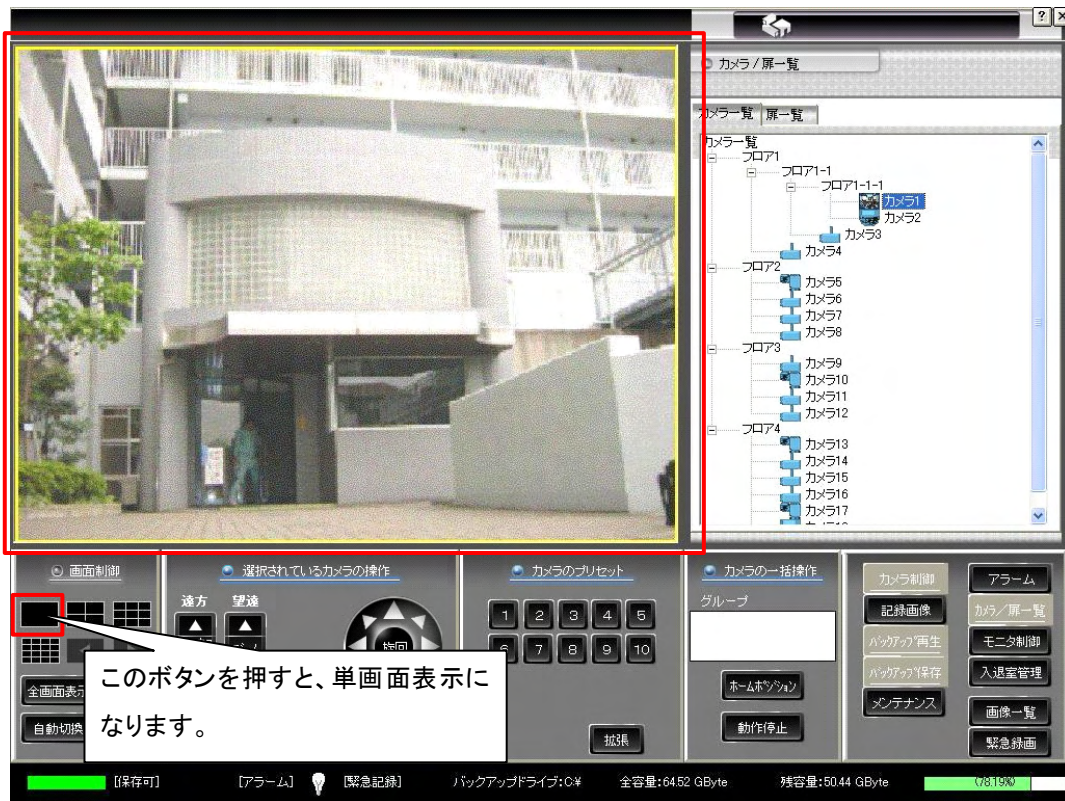 カメラ/扉一覧
カメラ一覧 扉一覧
カメラ一覧
フロア1
フロア1-1
フロア1-1-1
カメラ1
カメラ2
カメラ3
カメラ4
フロア2
カメラ5
カメラ6
カメラ7
カメラ8
フロア3
カメラ9
カメラ10
カメラ11
カメラ12
フロア4
カメラ13
カメラ14
カメラ15
カメラ16
カメラ17
画面制御
全画面表示
自動切換
選択されているカメラの操作
遠方 望遠
旋回
カメラのプリセット
1 2 3 4 5
6 7 8 9 10
拡張
カメラの一括操作
グループ
ホームポジション
動作停止
カメラ制御 アラーム
記録画像 カメラ/扉一覧
バックアップ再生 モニタ制御
バックアップ保存 入退室管理
メンテナンス 画像一覧
緊急録画
このボタンを押すと、単画面表示に
なります。
[保存可] [アラーム] [緊急記録] バックアップドライブ:C:¥ 全容量:64.52 GByte 残容量:50.44 GByte (78.19%)